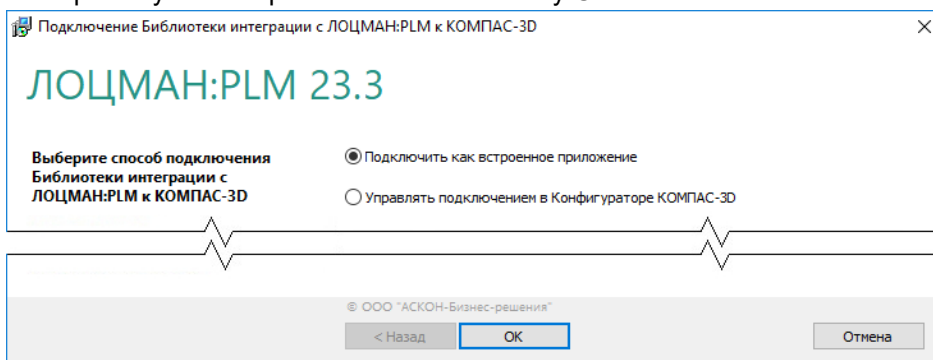 Подключение Библиотеки интеграции с ЛОЦМАН:PLM к КОМПАС-3D
ЛОЦМАН:PLM 23.3
Выберите способ подключения
Библиотеки интеграции с
ЛОЦМАН:PLM к КОМПАС-3D
Подключить как встроенное приложение
Управлять подключением в Конфигураторе КОМПАС-3D
© ООО "АСКОН-Бизнес-решения"
< Назад
ОК
Отмена